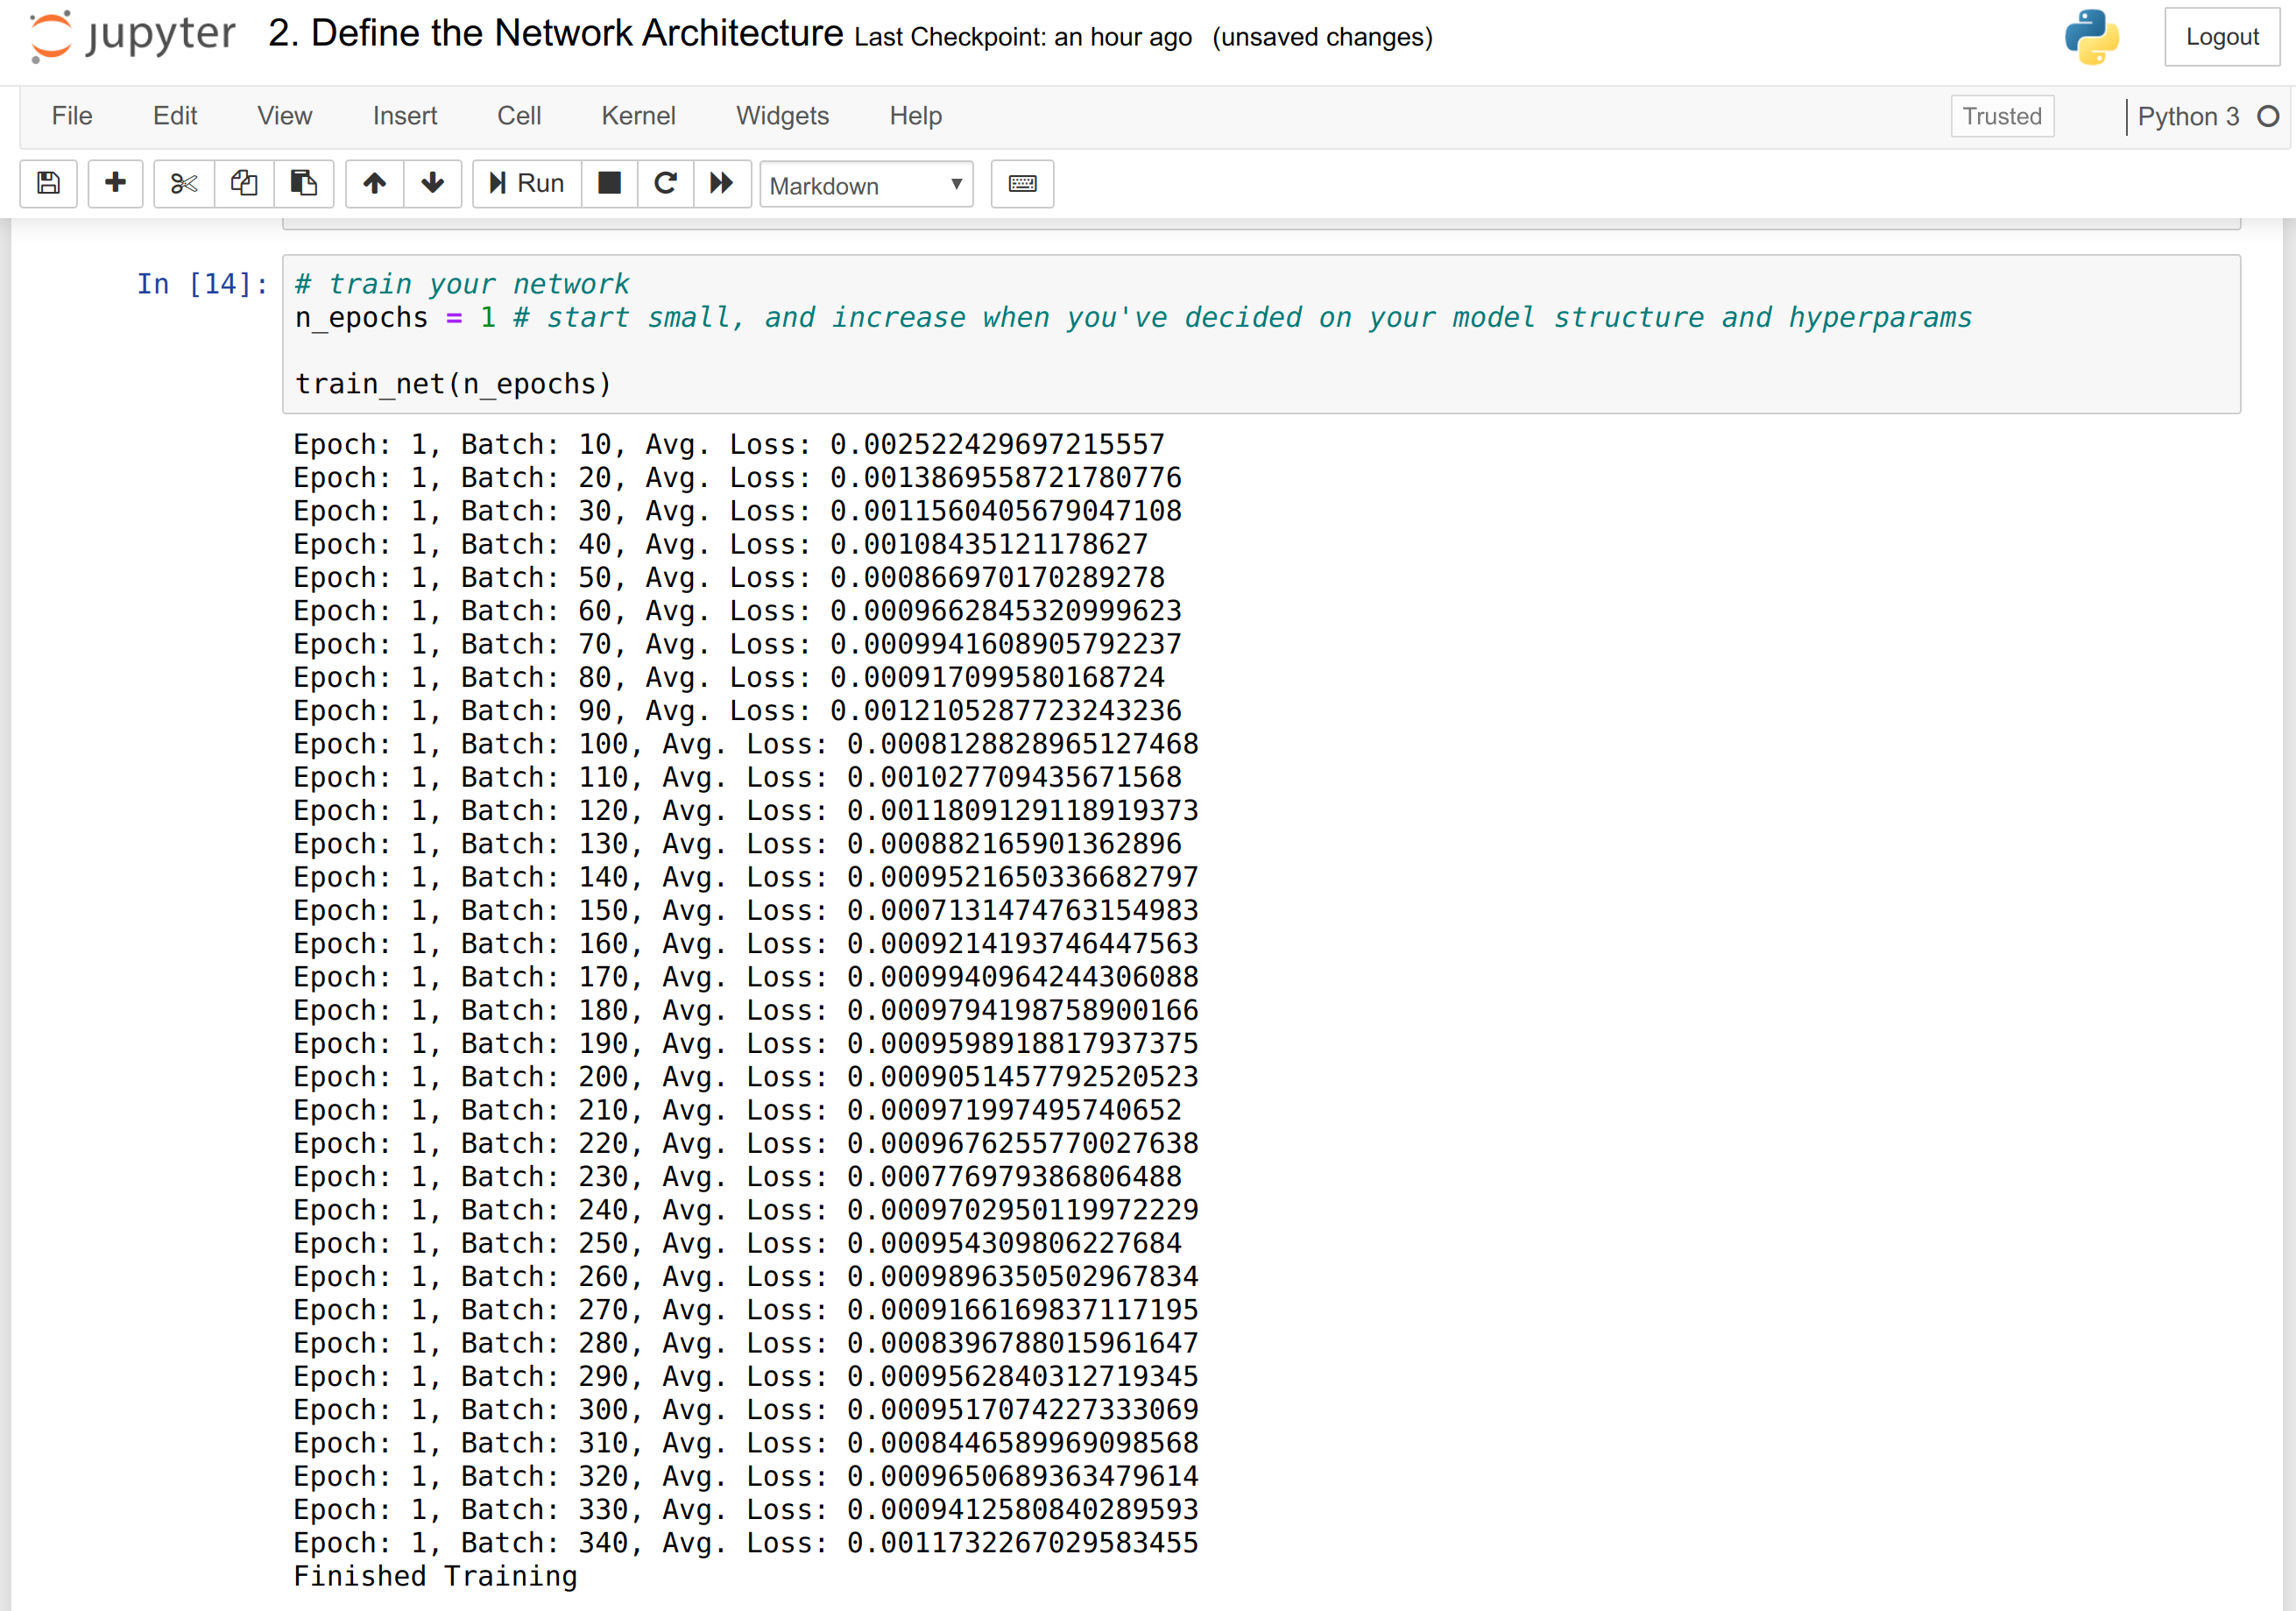 jupyter 2. Define the Network Architecture Last Checkpoint: an hour ago (unsaved changes)
Logout
File Edit View Insert Cell Kernel Widgets Help Trusted Python 3
Run Markdown
In [14]: # train your network
n_epochs = 1 # start small, and increase when you've decided on your model structure and hyperparams
train_net(n_epochs)
Epoch: 1, Batch: 10, Avg. Loss: 0.002522429697215557
Epoch: 1, Batch: 20, Avg. Loss: 0.0013869558721780776
Epoch: 1, Batch: 30, Avg. Loss: 0.0011560405679047108
Epoch: 1, Batch: 40, Avg. Loss: 0.00108435121178627
Epoch: 1, Batch: 50, Avg. Loss: 0.000866970170289278
Epoch: 1, Batch: 60, Avg. Loss: 0.0009662845320999623
Epoch: 1, Batch: 70, Avg. Loss: 0.0009941608905792237
Epoch: 1, Batch: 80, Avg. Loss: 0.000917099580168724
Epoch: 1, Batch: 90, Avg. Loss: 0.0012105287723243236
Epoch: 1, Batch: 100, Avg. Loss: 0.0008128828965127468
Epoch: 1, Batch: 110, Avg. Loss: 0.001027709435671568
Epoch: 1, Batch: 120, Avg. Loss: 0.0011809129118919373
Epoch: 1, Batch: 130, Avg. Loss: 0.000882165901362896
Epoch: 1, Batch: 140, Avg. Loss: 0.0009521650336682797
Epoch: 1, Batch: 150, Avg. Loss: 0.0007131474763154983
Epoch: 1, Batch: 160, Avg. Loss: 0.0009214193746447563
Epoch: 1, Batch: 170, Avg. Loss: 0.0009940964244306088
Epoch: 1, Batch: 180, Avg. Loss: 0.0009794198758900166
Epoch: 1, Batch: 190, Avg. Loss: 0.0009598918817937375
Epoch: 1, Batch: 200, Avg. Loss: 0.0009051457792520523
Epoch: 1, Batch: 210, Avg. Loss: 0.000971997495740652
Epoch: 1, Batch: 220, Avg. Loss: 0.0009676255770027638
Epoch: 1, Batch: 230, Avg. Loss: 0.000776979386806488
Epoch: 1, Batch: 240, Avg. Loss: 0.0009702950119972229
Epoch: 1, Batch: 250, Avg. Loss: 0.000954309806227684
Epoch: 1, Batch: 260, Avg. Loss: 0.0009896350502967834
Epoch: 1, Batch: 270, Avg. Loss: 0.0009166169837117195
Epoch: 1, Batch: 280, Avg. Loss: 0.0008396788015961647
Epoch: 1, Batch: 290, Avg. Loss: 0.0009562840312719345
Epoch: 1, Batch: 300, Avg. Loss: 0.0009517074227333069
Epoch: 1, Batch: 310, Avg. Loss: 0.0008446589969098568
Epoch: 1, Batch: 320, Avg. Loss: 0.0009650689363479614
Epoch: 1, Batch: 330, Avg. Loss: 0.0009412580840289593
Epoch: 1, Batch: 340, Avg. Loss: 0.0011732267029583455
Finished Training